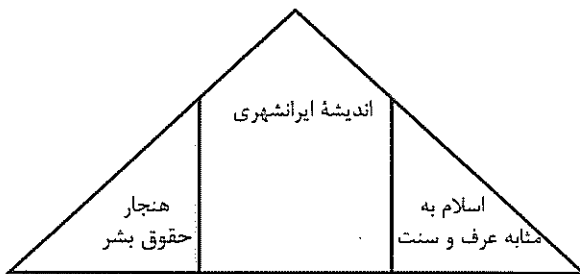 اندیشهٔ ایرانشهری
اسلام به
مثابه عرف و سنت
هنجار
حقوق بشر